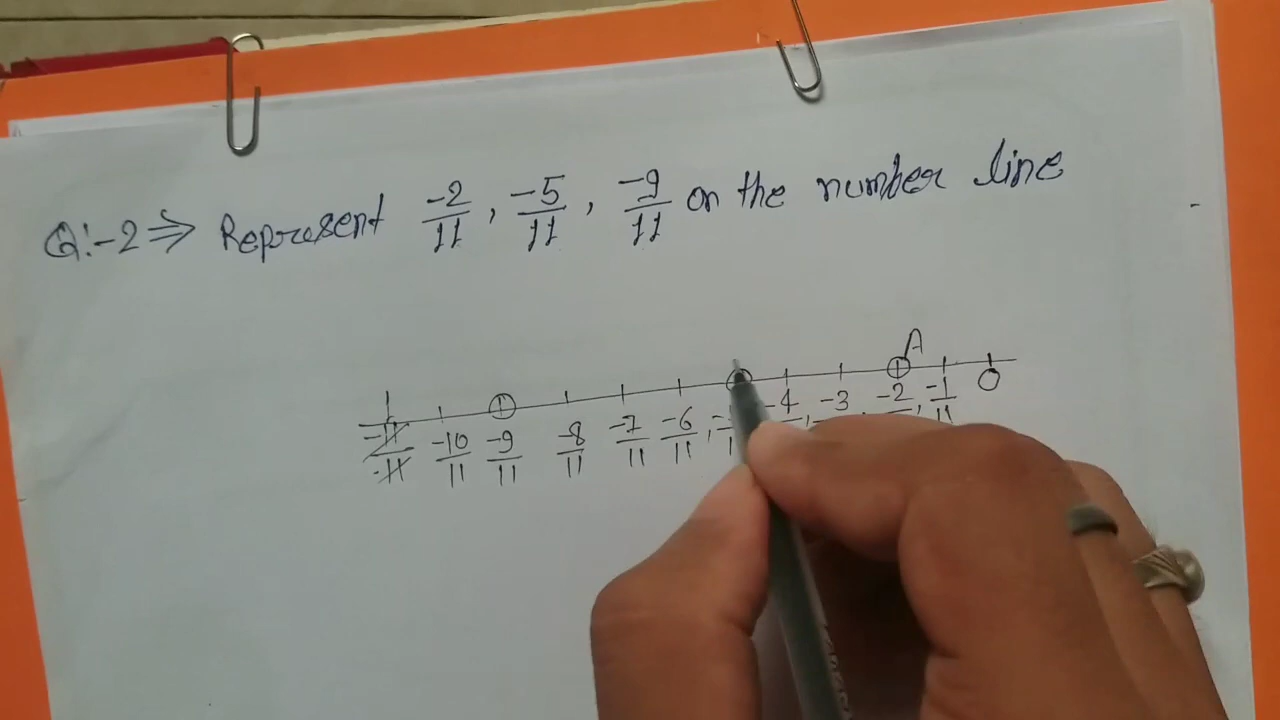 Q:-2⇒ Represent -2/11, -5/11, -9/11 on the number line
A
-11/-11 -10/11 -9/11 -8/11 -7/11 -6/11, -4 , -3 , -2 , -1/11 0